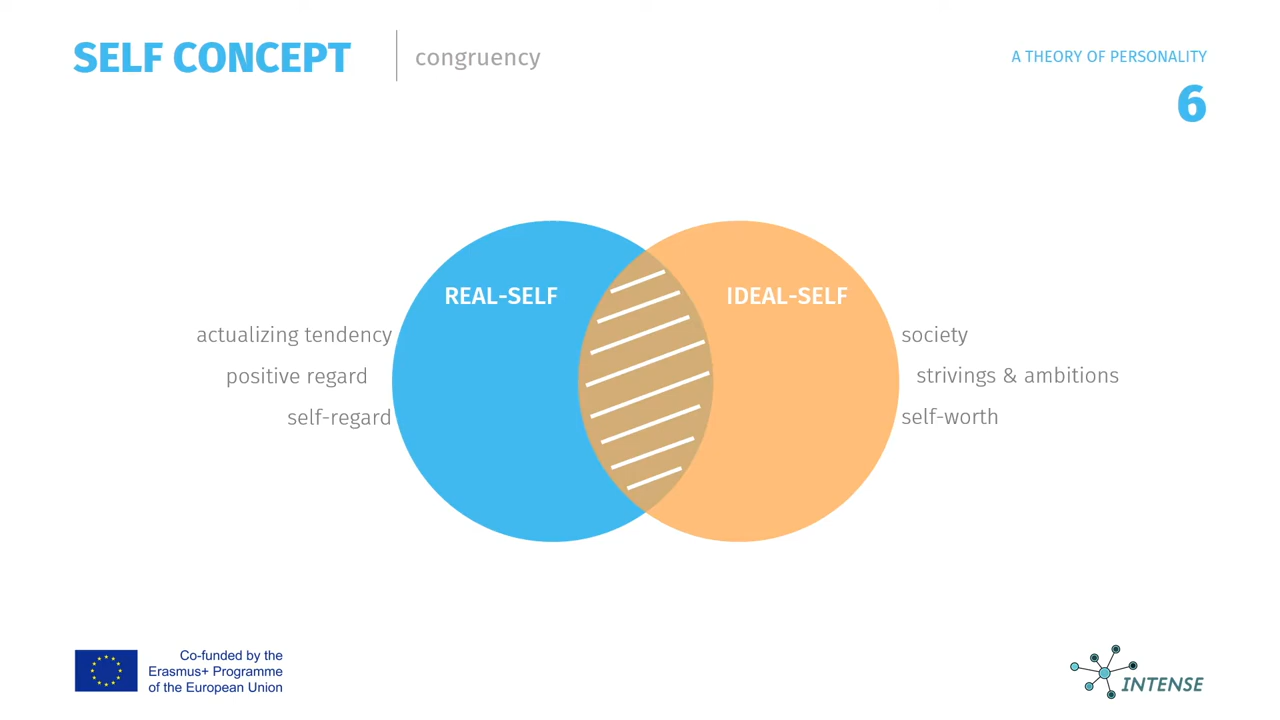 SELF CONCEPT
congruency
A THEORY OF PERSONALITY
6
REAL-SELF
IDEAL-SELF
actualizing tendency
positive regard
self-regard
society
strivings & ambitions
self-worth
Co-funded by the
Erasmus+ Programme
of the European Union
INTENSE